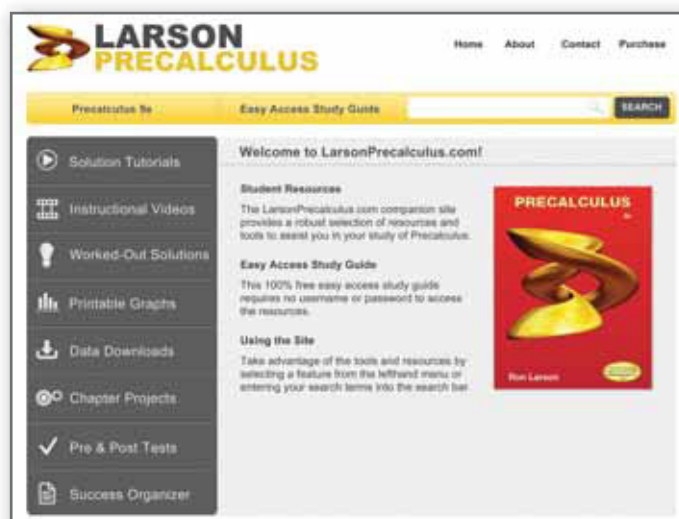 LARSON
PRECALCULUS
Home About Contact Purchase
Precalculus 9e Easy Access Study Guide SEARCH
Solution Tutorials
Instructional Videos
Worked-Out Solutions
Printable Graphs
Data Downloads
Chapter Projects
Pre & Post Tests
Success Organizer
Welcome to LarsonPrecalculus.com!
Student Resources
The LarsonPrecalculus.com companion site
provides a robust selection of resources and
tools to assist you in your study of Precalculus.
Easy Access Study Guide
This 100% free easy access study guide
requires no username or password to access
the resources.
Using the Site
Take advantage of the tools and resources by
selecting a feature from the lefthand menu or
entering your search terms into the search bar
PRECALCULUS
Ron Larson